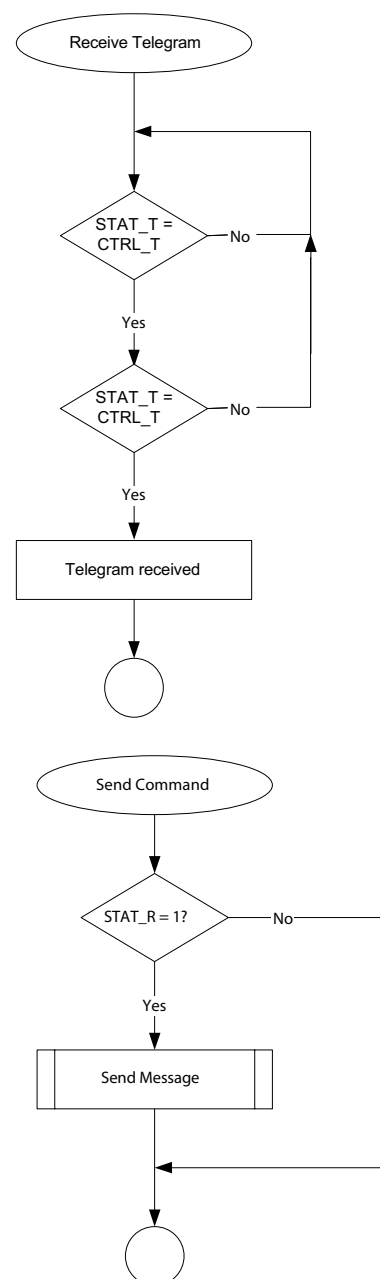 Receive Telegram
STAT_T =
CTRL_T
No
Yes
STAT_T =
CTRL_T
No
Yes
Telegram received
Send Command
STAT_R = 1?
No
Yes
Send Message